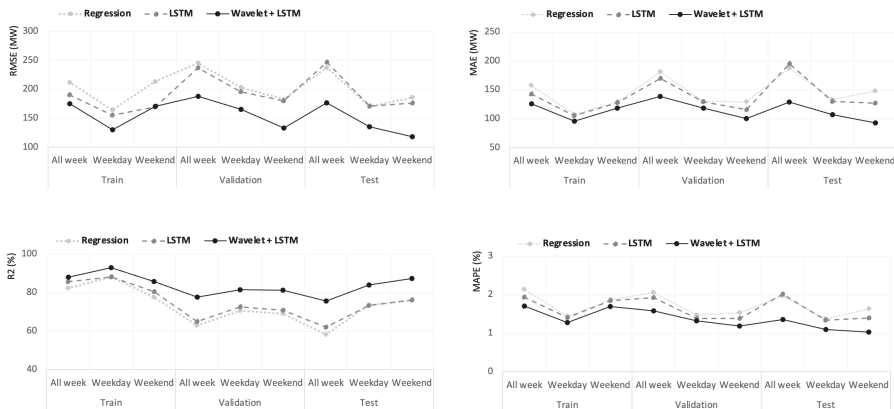 Regression LSTM Wavelet + LSTM
RMSE (MW)
300
250
200
150
100
All week Weekday Weekend All week Weekday Weekend All week Weekday Weekend
Train Validation Test
Regression LSTM Wavelet + LSTM
MAE (MW)
250
200
150
100
50
All week Weekday Weekend All week Weekday Weekend All week Weekday Weekend
Train Validation Test
Regression LSTM Wavelet + LSTM
R2 (%)
100
80
60
40
All week Weekday Weekend All week Weekday Weekend All week Weekday Weekend
Train Validation Test
Regression LSTM Wavelet + LSTM
MAPE (%)
3
2
1
0
All week Weekday Weekend All week Weekday Weekend All week Weekday Weekend
Train Validation Test